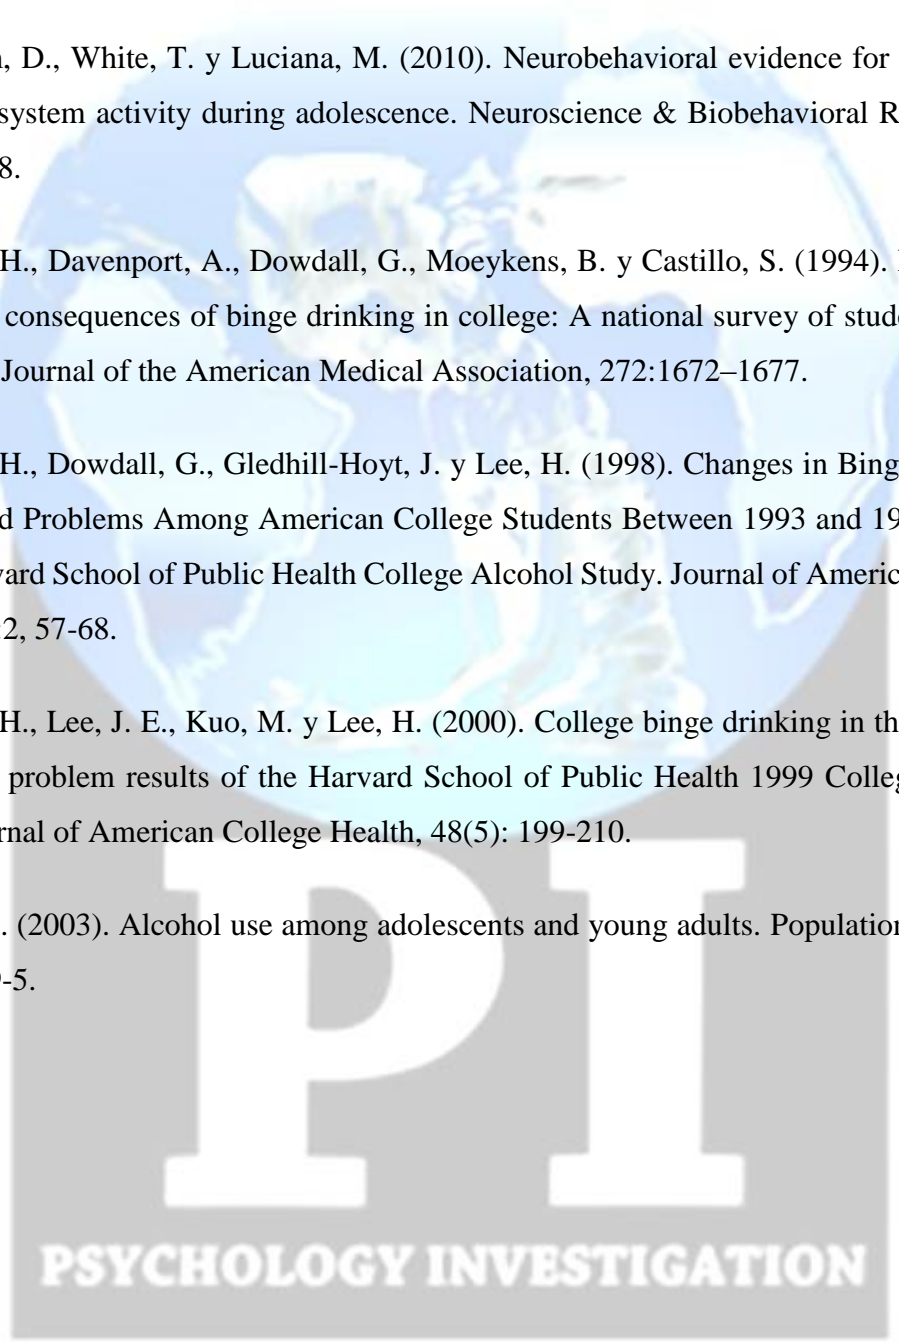 , D., White, T. y Luciana, M. (2010). Neurobehavioral evidence for
system activity during adolescence. Neuroscience & Biobehavioral R
8.
H., Davenport, A., Dowdall, G., Moeykens, B. y Castillo, S. (1994).
consequences of binge drinking in college: A national survey of stude
Journal of the American Medical Association, 272:1672–1677.
H., Dowdall, G., Gledhill-Hoyt, J. y Lee, H. (1998). Changes in Bing
d Problems Among American College Students Between 1993 and 19
vard School of Public Health College Alcohol Study. Journal of Americ
:2, 57-68.
H., Lee, J. E., Kuo, M. y Lee, H. (2000). College binge drinking in th
problem results of the Harvard School of Public Health 1999 Colleg
rnal of American College Health, 48(5): 199-210.
. (2003). Alcohol use among adolescents and young adults. Population
-5.
PI
PSYCHOLOGY INVESTIGATION